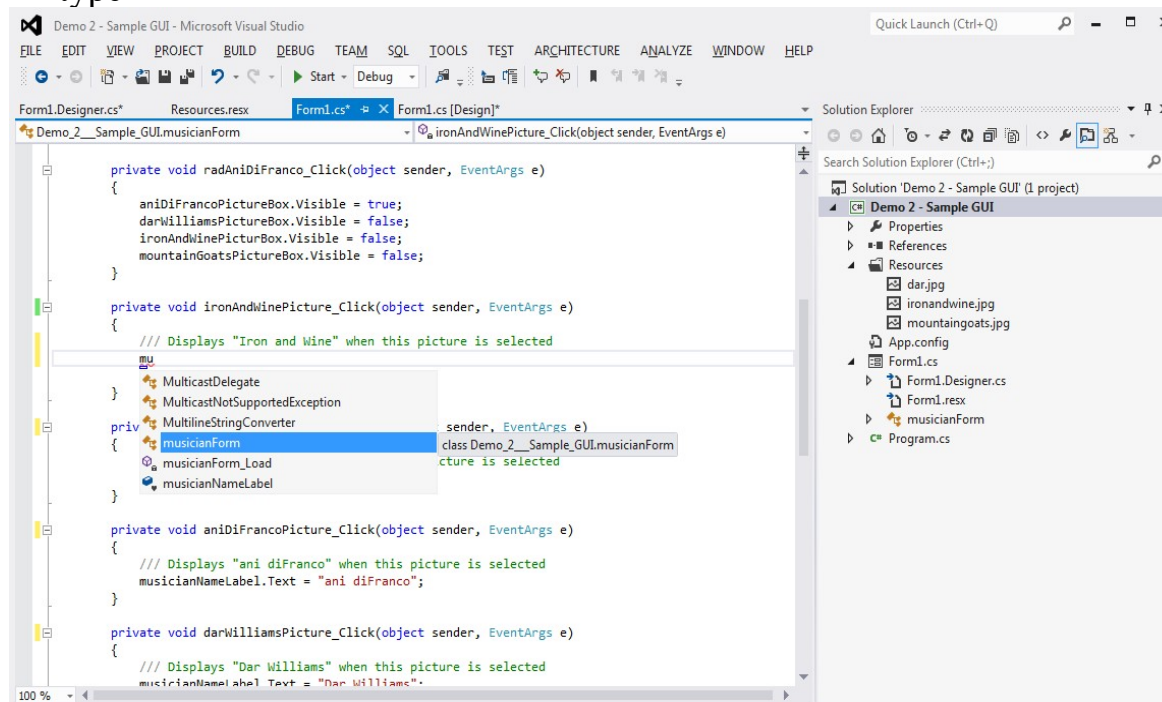 Demo 2 - Sample GUI - Microsoft Visual Studio
Quick Launch (Ctrl+Q)
FILE EDIT VIEW PROJECT BUILD DEBUG TEAM SQL TOOLS TEST ARCHITECTURE ANALYZE WINDOW HELP
Start Debug
Form1.Designer.cs* Resources.resx Form1.cs* Form1.cs [Design]*
Demo_2___Sample_GUI.musicianForm ironAndWinePicture_Click(object sender, EventArgs e)
private void radAniDiFranco_Click(object sender, EventArgs e)
{
aniDiFrancoPictureBox.Visible = true;
darWilliamsPictureBox.Visible = false;
ironAndWinePicturBox.Visible = false;
mountainGoatsPictureBox.Visible = false;
}
private void ironAndWinePicture_Click(object sender, EventArgs e)
{
/// Displays "Iron and Wine" when this picture is selected
mu
MulticastDelegate
}
MulticastNotSupportedException
MultilineStringConverter
priv sender, EventArgs e)
{ musicianForm class Demo_2___Sample_GUI.musicianForm
musicianForm_Load cture is selected
musicianNameLabel
}
private void aniDiFrancoPicture_Click(object sender, EventArgs e)
{
/// Displays "ani diFranco" when this picture is selected
musicianNameLabel.Text = "ani diFranco";
}
private void darWilliamsPicture_Click(object sender, EventArgs e)
{
/// Displays "Dar Williams" when this picture is selected
musicianNameLabel.Text = "Dar Williams";
100 %
Solution Explorer
Search Solution Explorer (Ctrl+;)
Solution 'Demo 2 - Sample GUI' (1 project)
C# Demo 2 - Sample GUI
Properties
References
Resources
dar.jpg
ironandwine.jpg
mountaingoats.jpg
App.config
Form1.cs
Form1.Designer.cs
Form1.resx
musicianForm
C# Program.cs